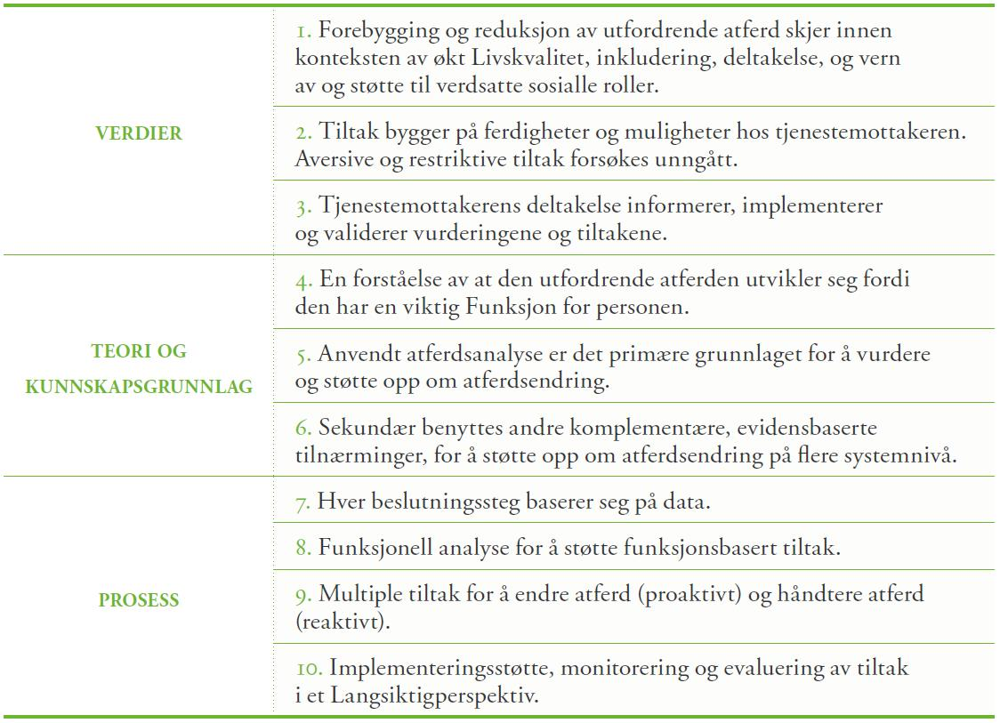 VERDIER
1. Forebygging og reduksjon av utfordrende atferd skjer innen
konteksten av økt Livskvalitet, inkludering, deltakelse, og vern
av og støtte til verdsatte sosialle roller.
2. Tiltak bygger på ferdigheter og muligheter hos tjenestemottakeren.
Aversive og restriktive tiltak forsøkes unngått.
3. Tjenestemottakerens deltakelse informerer, implementerer
og validerer vurderingene og tiltakene.
TEORI OG
KUNNSKAPSGRUNNLAG
4. En forståelse av at den utfordrende atferden utvikler seg fordi
den har en viktig Funksjon for personen.
5. Anvendt atferdsanalyse er det primære grunnlaget for å vurdere
og støtte opp om atferdsendring.
6. Sekundær benyttes andre komplementære, evidensbaserte
tilnærminger, for å støtte opp om atferdsendring på flere systemnivå.
PROSESS
7. Hver beslutningssteg baserer seg på data.
8. Funksjonell analyse for å støtte funksjonsbasert tiltak.
9. Multiple tiltak for å endre atferd (proaktivt) og håndtere atferd
(reaktivt).
10. Implementeringsstøtte, monitorering og evaluering av tiltak
i et Langsiktigperspektiv.